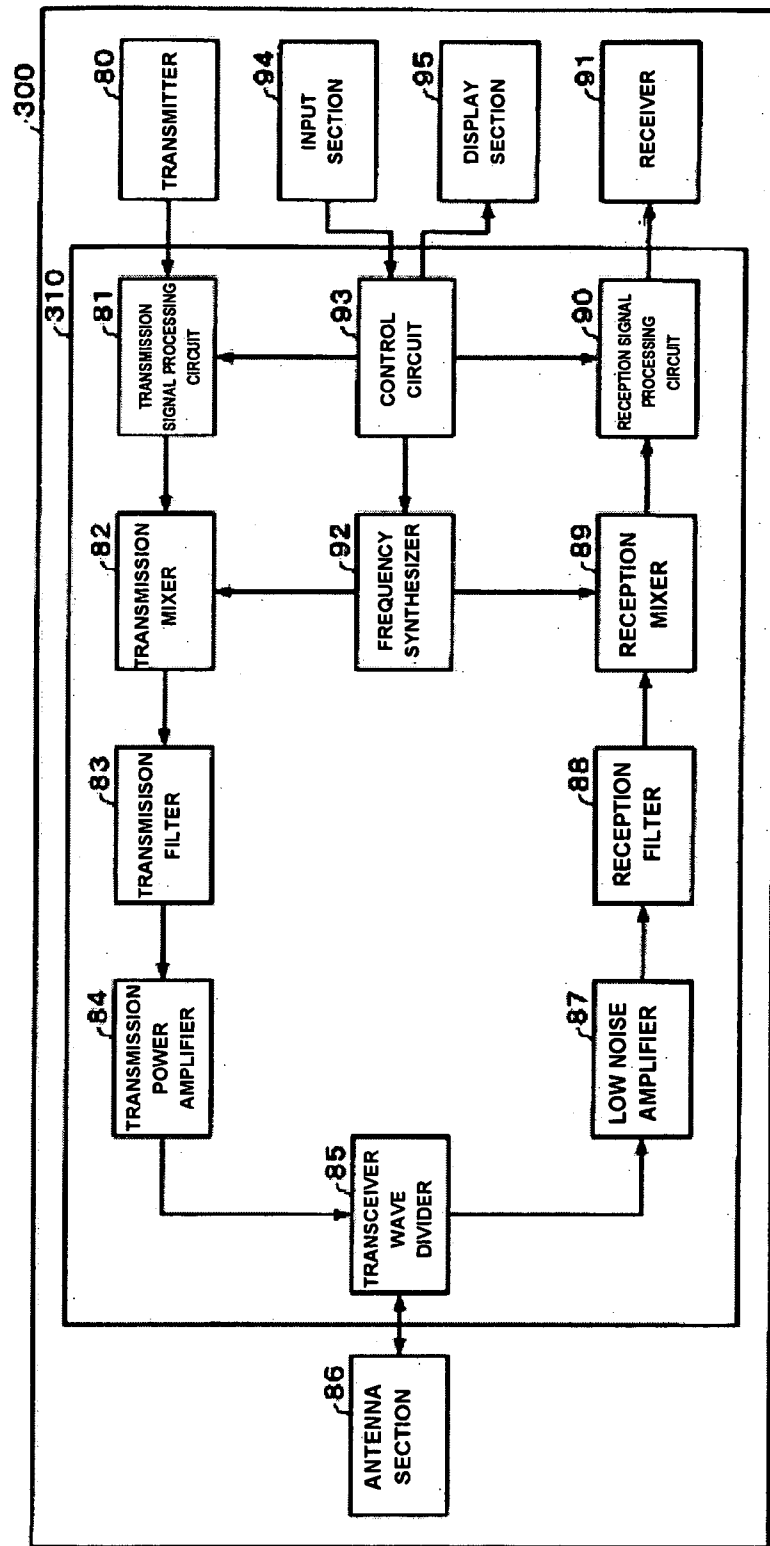 300
310
86
ANTENNA
SECTION
85
TRANSCEIVER
WAVE
DIVIDER
84
TRANSMISSION
POWER
AMPLIFIER
83
TRANSMISISON
FILTER
82
TRANSMISSION
MIXER
81
TRANSMISSION
SIGNAL PROCESSING
CIRCUIT
80
TRANSMITTER
92
FREQUENCY
SYNTHESIZER
93
CONTROL
CIRCUIT
94
INPUT
SECTION
95
DISPLAY
SECTION
87
LOW NOISE
AMPLIFIER
88
RECEPTION
FILTER
89
RECEPTION
MIXER
90
RECEPTION SIGNAL
PROCESSING
CIRCUIT
91
RECEIVER